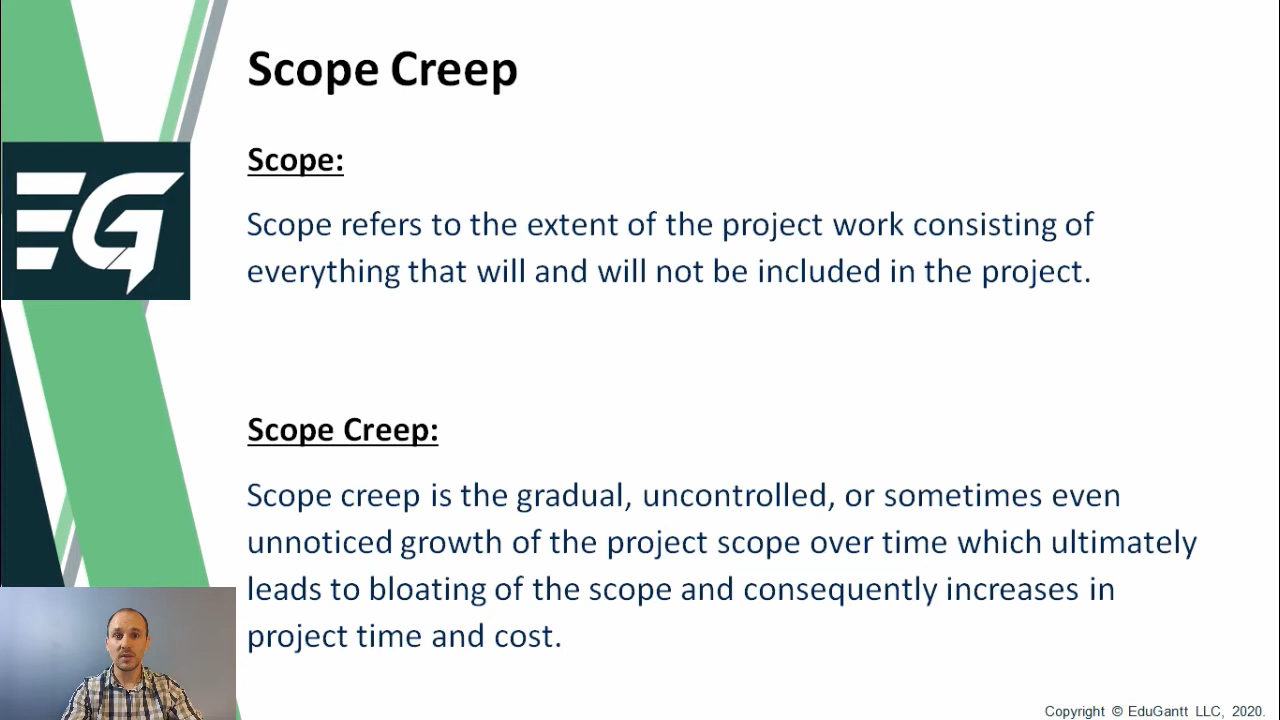 Scope Creep
Scope:
EG
Scope refers to the extent of the project work consisting of
everything that will and will not be included in the project.
Scope Creep:
Scope creep is the gradual, uncontrolled, or sometimes even
unnoticed growth of the project scope over time which ultimately
leads to bloating of the scope and consequently increases in
project time and cost.
Copyright © EduGantt LLC, 2020.